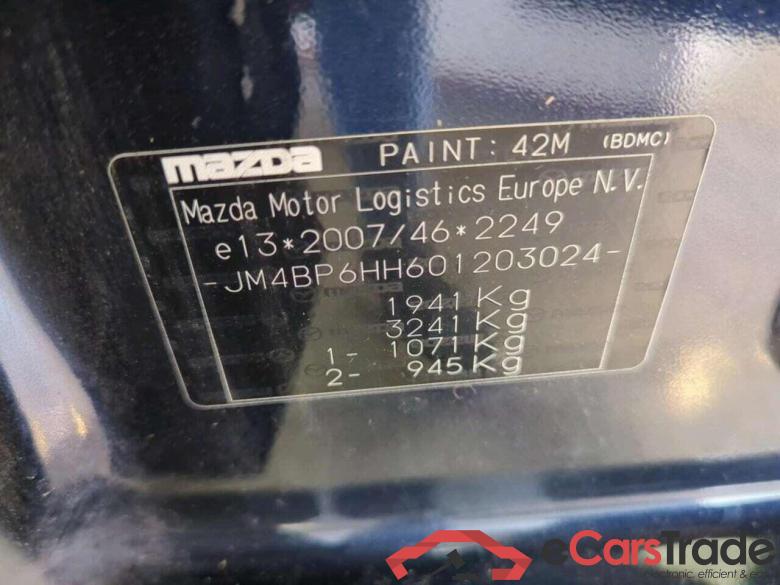 mazda PAINT: 42M (BDMC)
Mazda Motor Logistics Europe N.V.
e13*2007/46*2249
-JM4BP6HH601203024-
1941 Kg
3241 Kg
1- 1071 Kg
2- 945 Kg
eCarsTrade
efficient &